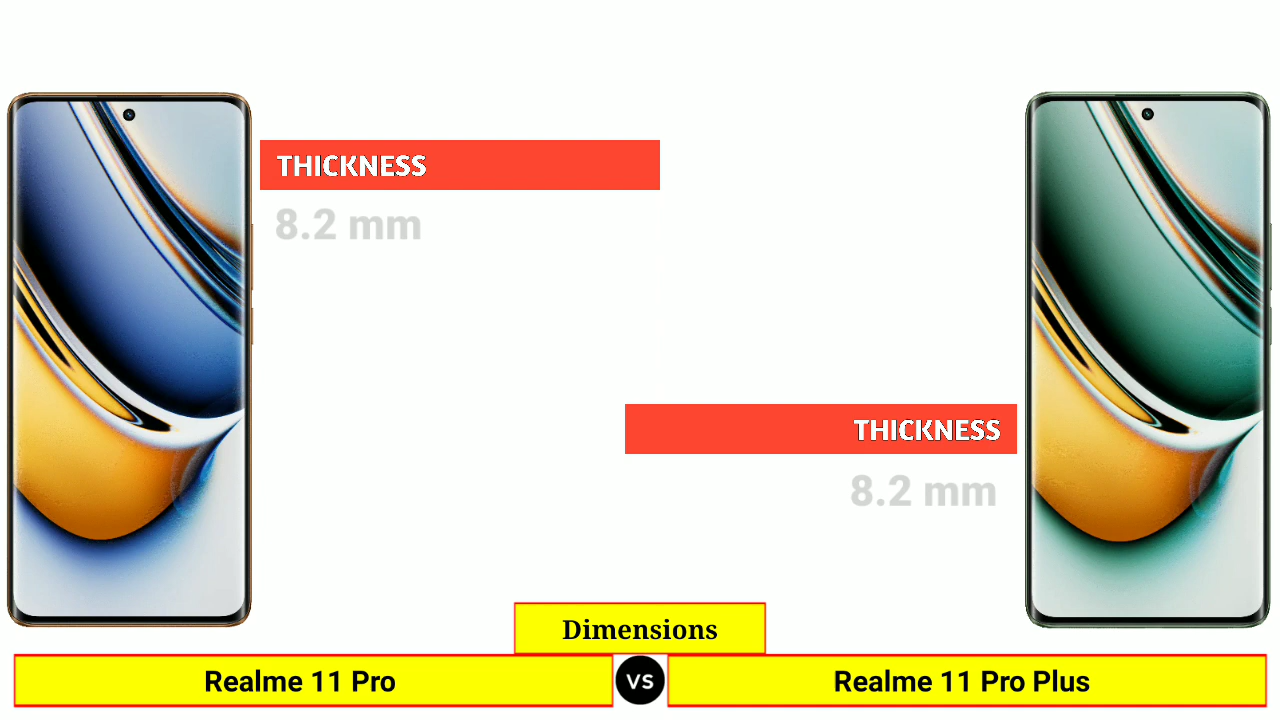 THICKNESS
8.2 mm
THICKNESS
8.2 mm
Dimensions
Realme 11 Pro
VS
Realme 11 Pro Plus